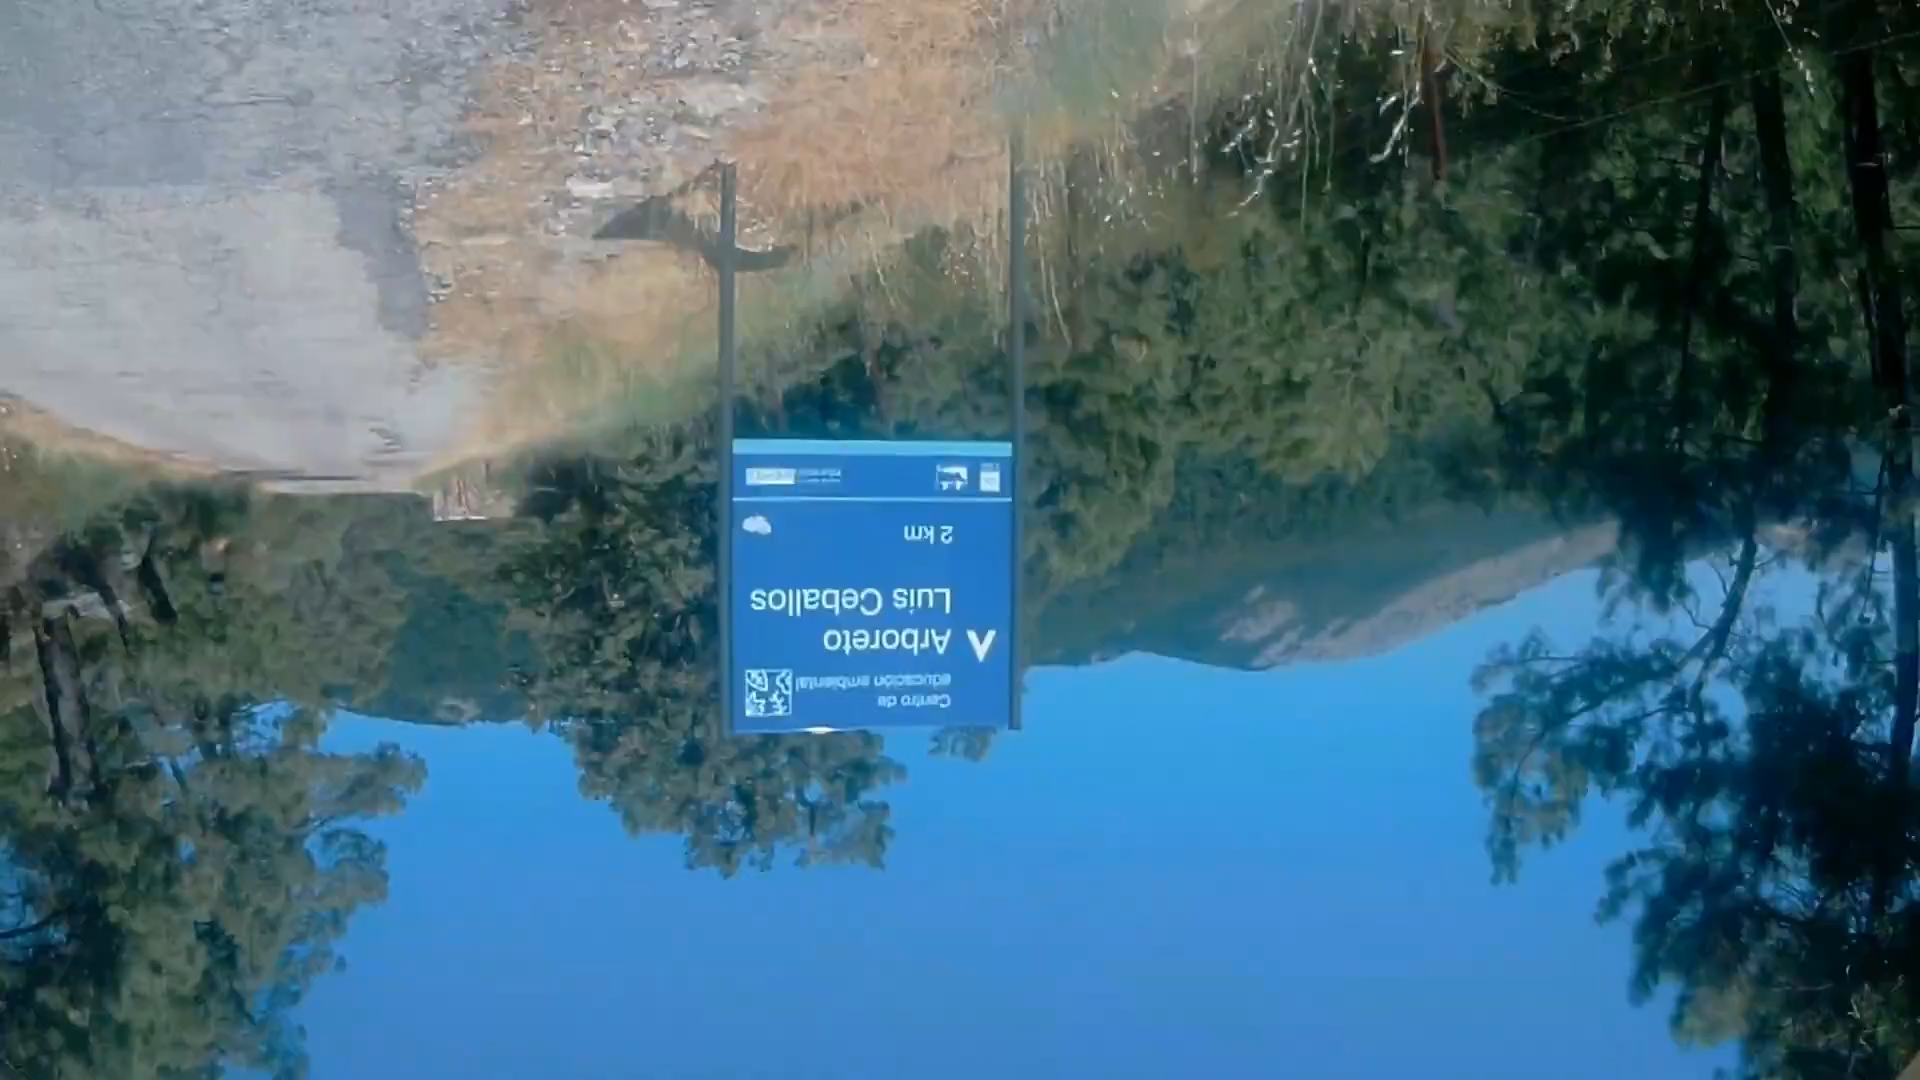 Centro de
educación ambiental
Arboreto
Luis Ceballos
2 km